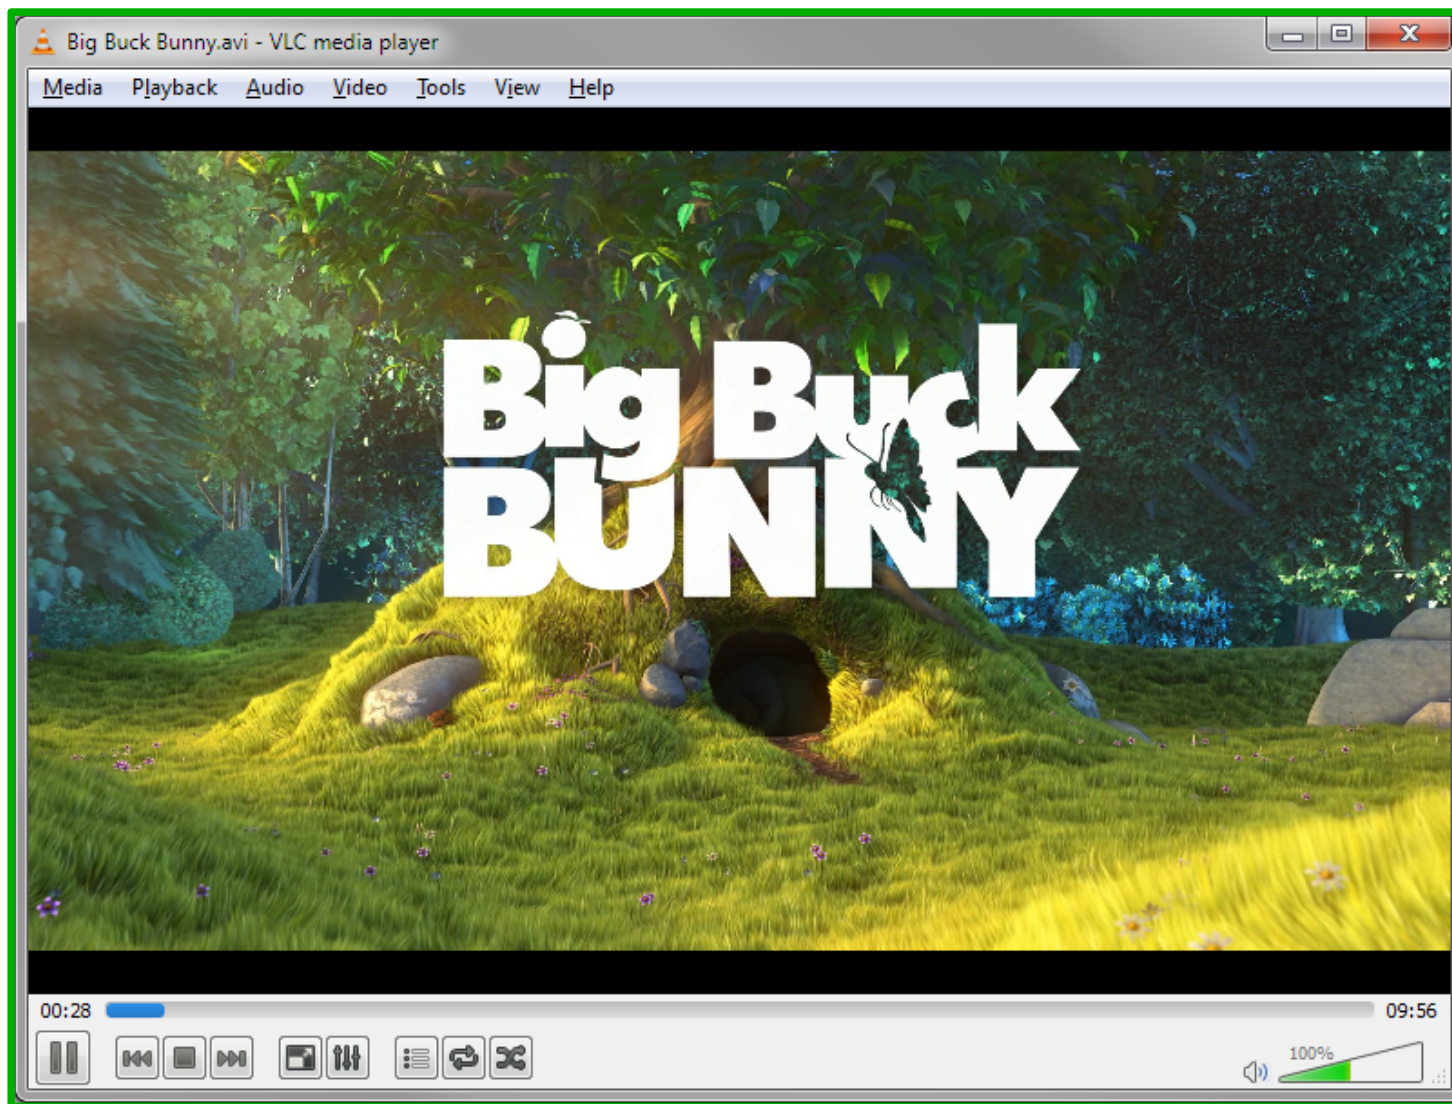 Big Buck Bunny.avi - VLC media player
Media Playback Audio Video Tools View Help
Big Buck
BUNNY
00:28 09:56
100%